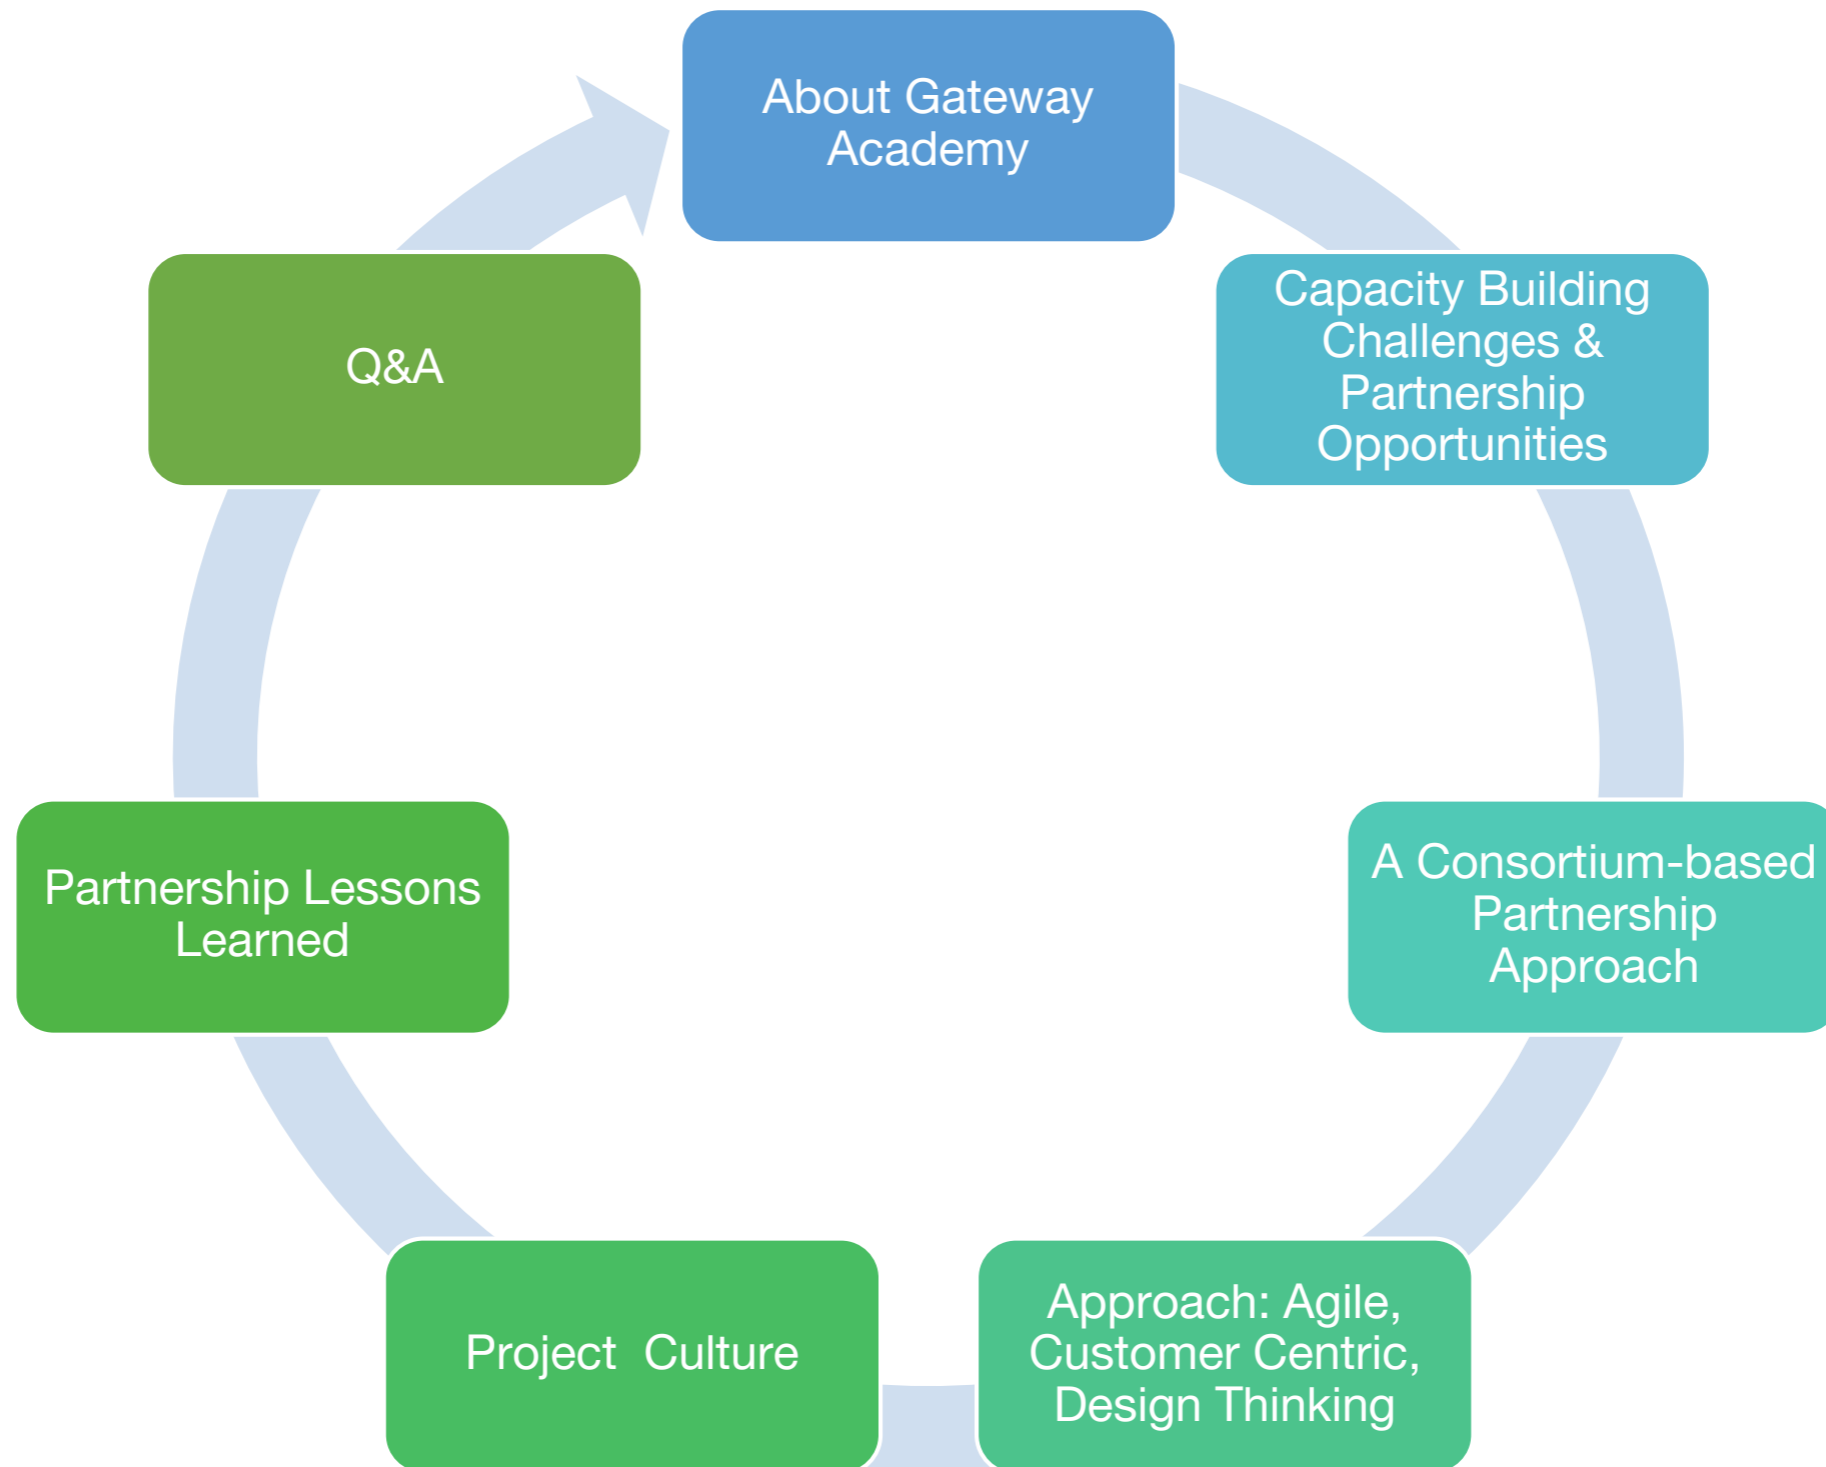 About Gateway
Academy
Capacity Building
Challenges &
Partnership
Opportunities
A Consortium-based
Partnership
Approach
Approach: Agile,
Customer Centric,
Design Thinking
Project  Culture
Partnership Lessons
Learned
Q&A